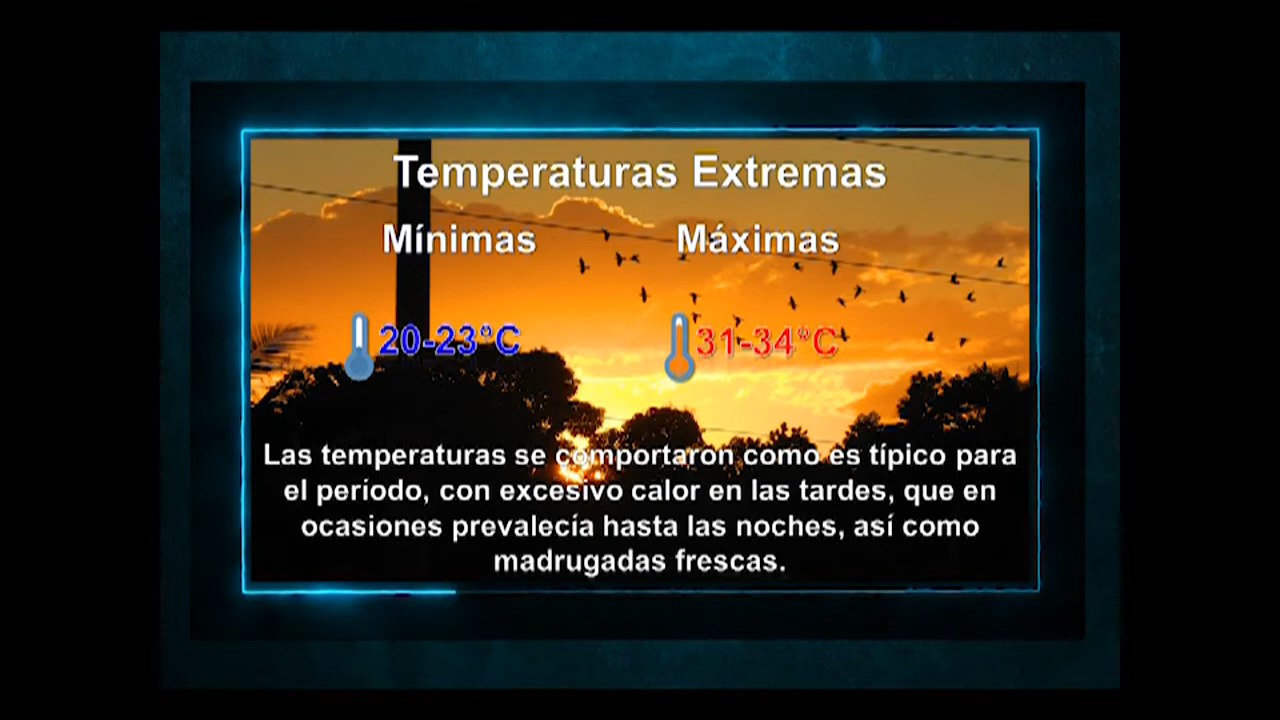 Temperaturas Extremas
Mínimas Máximas
20-23°C 31-34°C
Las temperaturas se comportaron como es típico para
el período, con excesivo calor en las tardes, que en
ocasiones prevalecía hasta las noches, así como
madrugadas frescas.